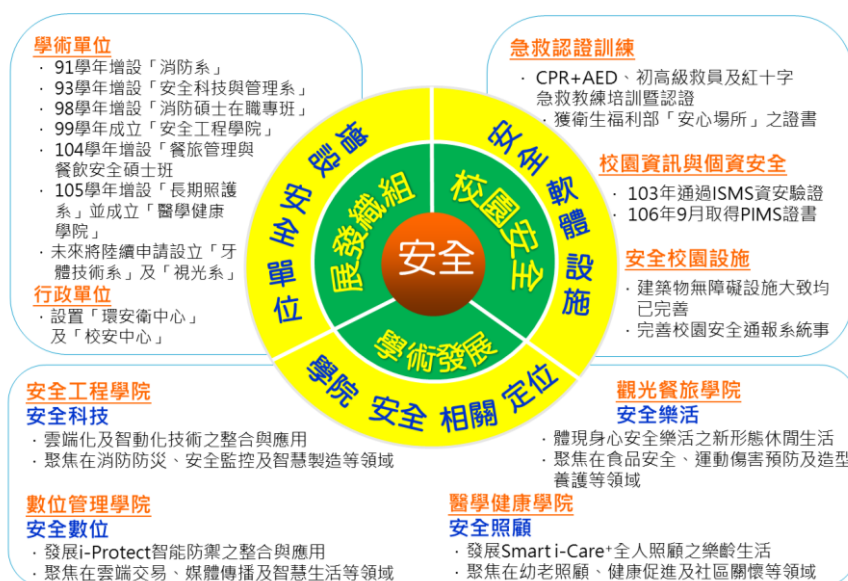 學術單位
· 91學年增設「消防系」
· 93學年增設「安全科技與管理系」
· 98學年增設「消防碩士在職專班」
· 99學年成立「安全工程學院」
· 104學年增設「餐旅管理與
餐飲安全碩士班
· 105學年增設「長期照護
系」並成立「醫學健康
學院」
· 未來將陸續申請設立「牙
體技術系」及「視光系」
行政單位
· 設置「環安衛中心」
及「校安中心」
急救認證訓練
· CPR+AED、初高級救員及紅十字
急救教練培訓暨認證
· 獲衛生福利部「安心場所」之證書
校園資訊與個資安全
· 103年通過ISMS資安驗證
· 106年9月取得PIMS證書
安全校園設施
· 建築物無障礙設施大致均
已完善
· 完善校園安全通報系統事
安全
展發織組
校園安全
學術發展
增設安全單位
安全軟體設施
學院 安全 相關 定位
安全工程學院
安全科技
· 雲端化及智動化技術之整合與應用
· 聚焦在消防防災、安全監控及智慧製造等領域
數位管理學院
安全數位
· 發展i-Protect智能防禦之整合與應用
· 聚焦在雲端交易、媒體傳播及智慧生活等領域
觀光餐旅學院
安全樂活
· 體現身心安全樂活之新形態休閒生活
· 聚焦在食品安全、運動傷害預防及造型
養護等領域
醫學健康學院
安全照顧
· 發展Smart i-Care⁺全人照顧之樂齡生活
· 聚焦在幼老照顧、健康促進及社區關懷等領域